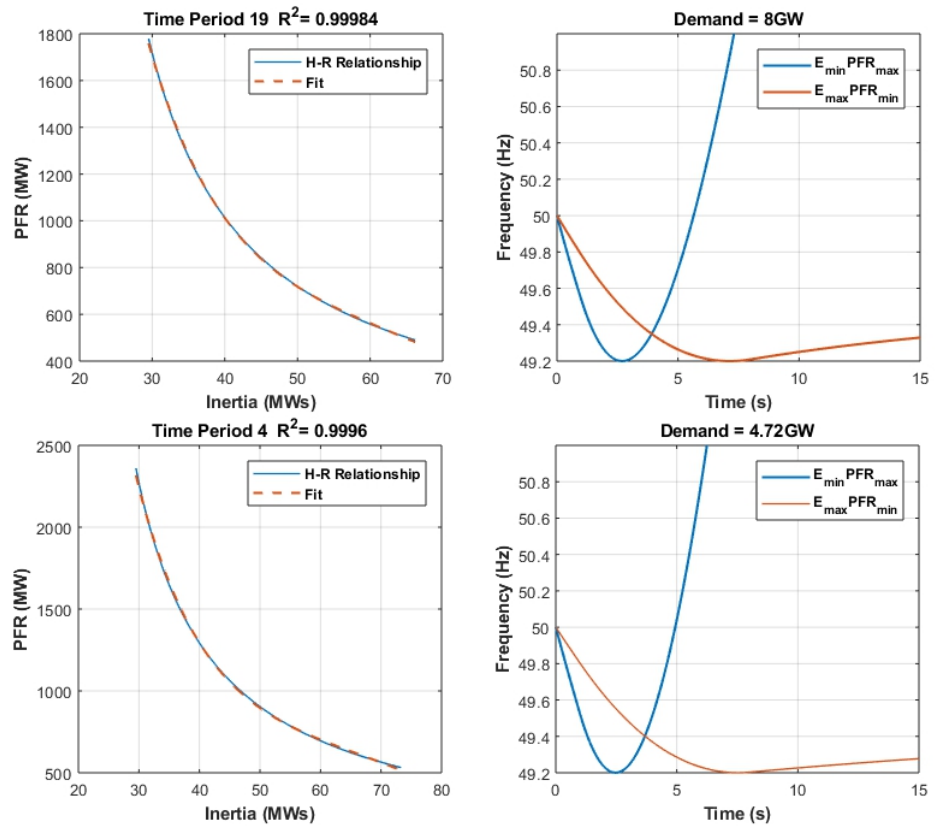 Time Period 19 R²= 0.99984
1800
1600
1400
1200
1000
800
600
400
20 30 40 50 60 70
PFR (MW)
Inertia (MWs)
H-R Relationship
Fit
Demand = 8GW
50.8
50.6
50.4
50.2
50
49.8
49.6
49.4
49.2
0 5 10 15
Frequency (Hz)
Time (s)
EminPFRmax
EmaxPFRmin
Time Period 4 R²= 0.9996
2500
2000
1500
1000
500
20 30 40 50 60 70 80
PFR (MW)
Inertia (MWs)
H-R Relationship
Fit
Demand = 4.72GW
50.8
50.6
50.4
50.2
50
49.8
49.6
49.4
49.2
0 5 10 15
Frequency (Hz)
Time (s)
EminPFRmax
EmaxPFRmin